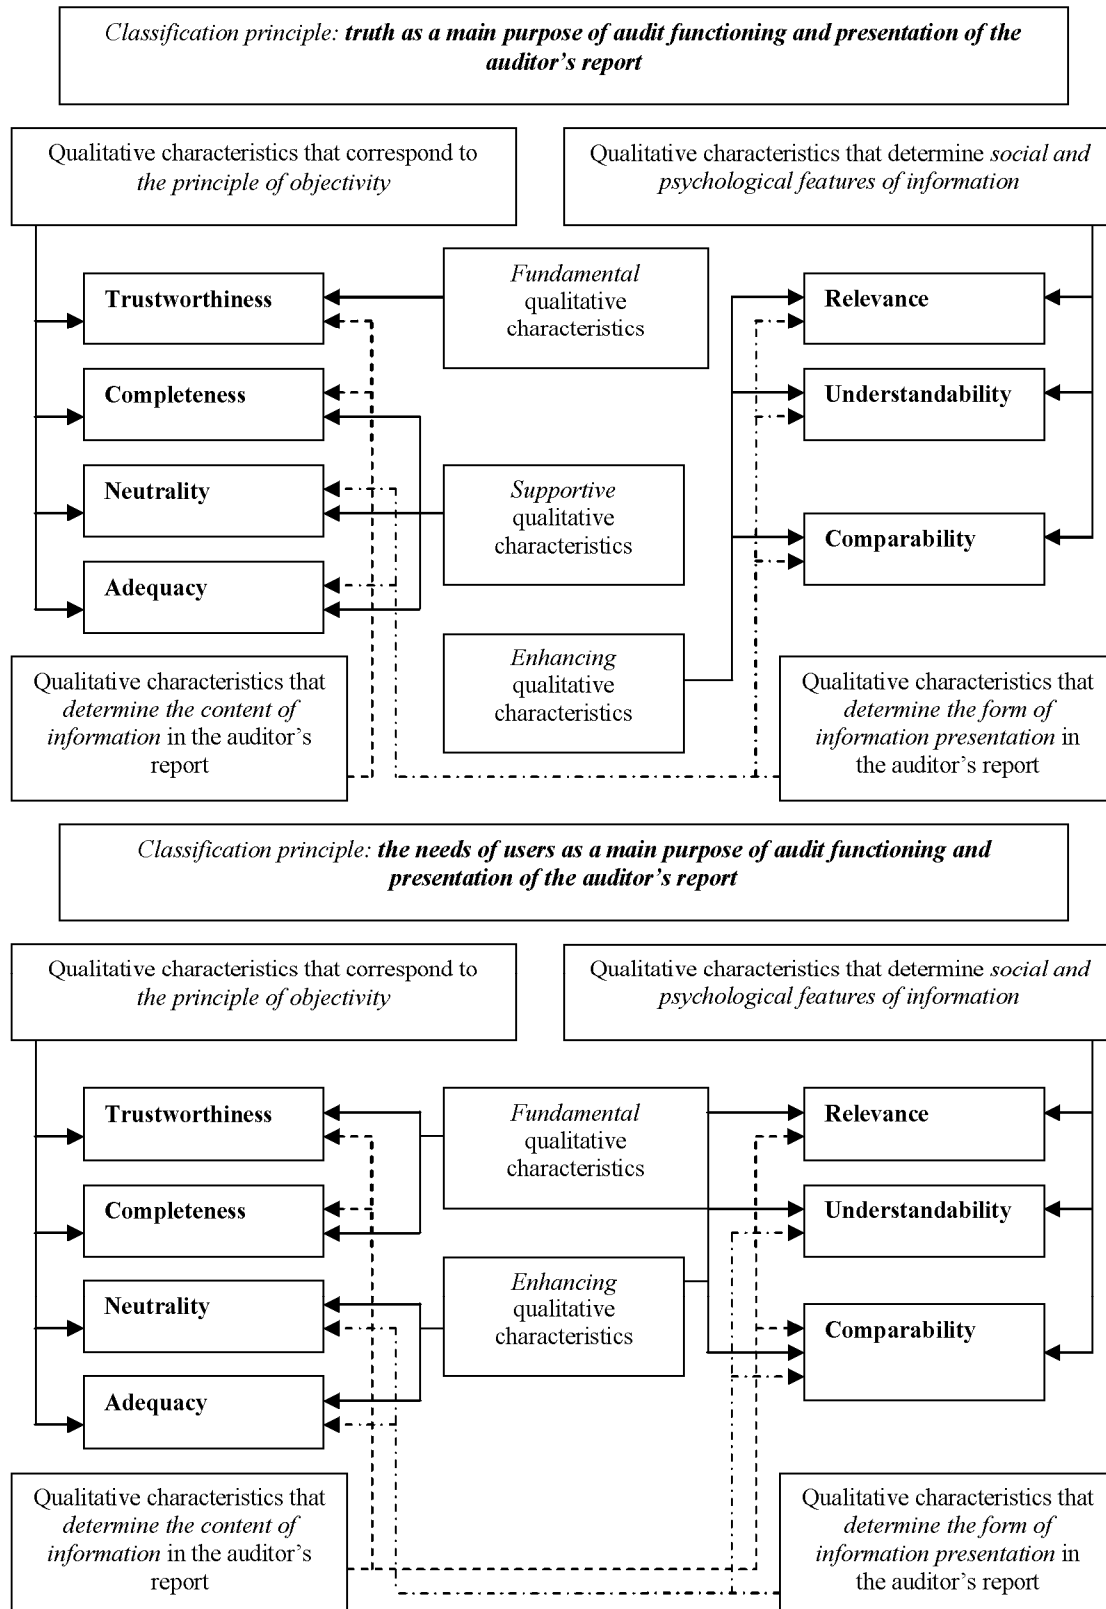 Classification principle: truth as a main purpose of audit functioning and presentation of the
auditor’s report
Qualitative characteristics that correspond to
the principle of objectivity
Qualitative characteristics that determine social and
psychological features of information
Fundamental
qualitative
characteristics
Trustworthiness
Relevance
Completeness
Understandability
Neutrality
Supportive
qualitative
characteristics
Comparability
Adequacy
Enhancing
qualitative
characteristics
Qualitative characteristics that
determine the content of
information in the auditor’s
report
Qualitative characteristics that
determine the form of
information presentation in
the auditor’s report
Classification principle: the needs of users as a main purpose of audit functioning and
presentation of the auditor’s report
Qualitative characteristics that correspond to
the principle of objectivity
Qualitative characteristics that determine social and
psychological features of information
Trustworthiness
Fundamental
qualitative
characteristics
Relevance
Completeness
Understandability
Neutrality
Enhancing
qualitative
characteristics
Comparability
Adequacy
Qualitative characteristics that
determine the content of
information in the auditor’s
report
Qualitative characteristics that
determine the form of
information presentation in
the auditor’s report